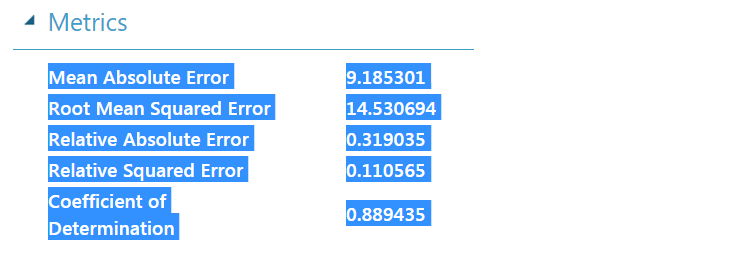 Metrics
Mean Absolute Error 9.185301
Root Mean Squared Error 14.530694
Relative Absolute Error 0.319035
Relative Squared Error 0.110565
Coefficient of
Determination 0.889435